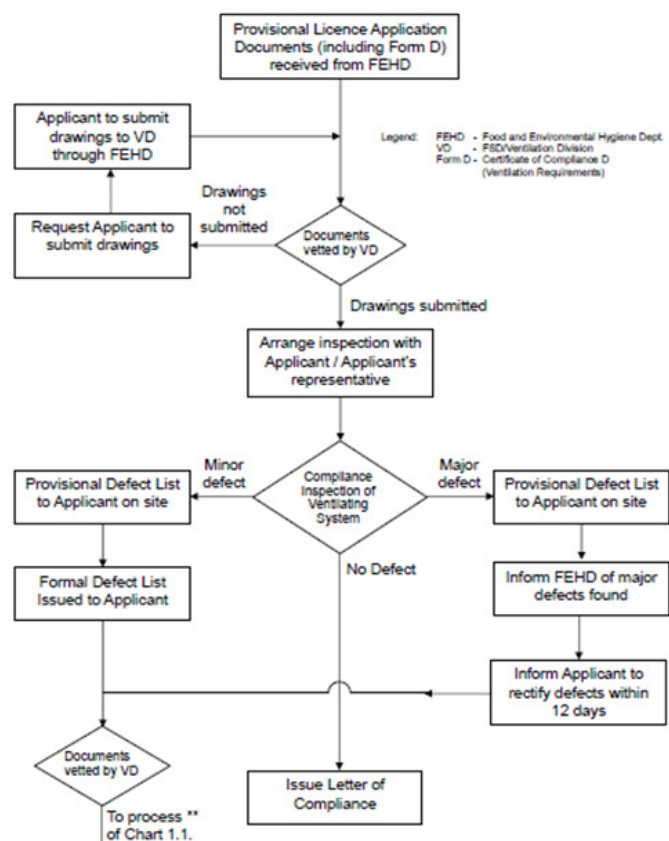 Provisional Licence Application
Documents (including Form D)
received from FEHD
Applicant to submit
drawings to VD
through FEHD
Legend: FEHD - Food and Environmental Hygiene Dept.
VD - FSD/Ventilation Division
Form D - Certificate of Compliance D
(Ventilation Requirements)
Drawings
not
submitted
Request Applicant to
submit drawings
Documents
vetted by VD
Drawings submitted
Arrange inspection with
Applicant / Applicant's
representative
Minor
defect
Compliance
Inspection of
Ventilating
System
Major
defect
Provisional Defect List
to Applicant on site
Provisional Defect List
to Applicant on site
No Defect
Formal Defect List
Issued to Applicant
Inform FEHD of major
defects found
Inform Applicant to
rectify defects within
12 days
Documents
vetted by VD
Issue Letter of
Compliance
To process **
of Chart 1.1.